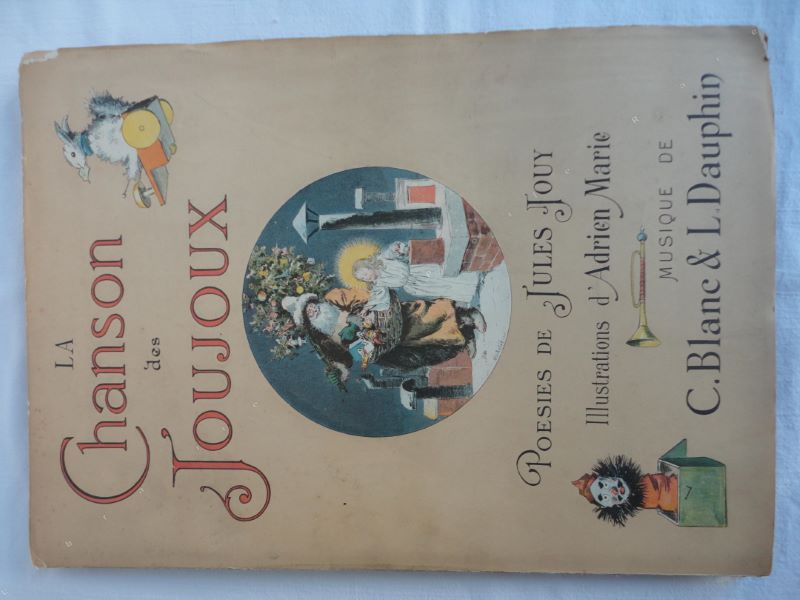 LA
Chanson
des
JOUJOUX
POESIES DE JULES JOUY
Illustrations d'Adrien Marie
MUSIQUE DE
C. Blanc & L. Dauphin